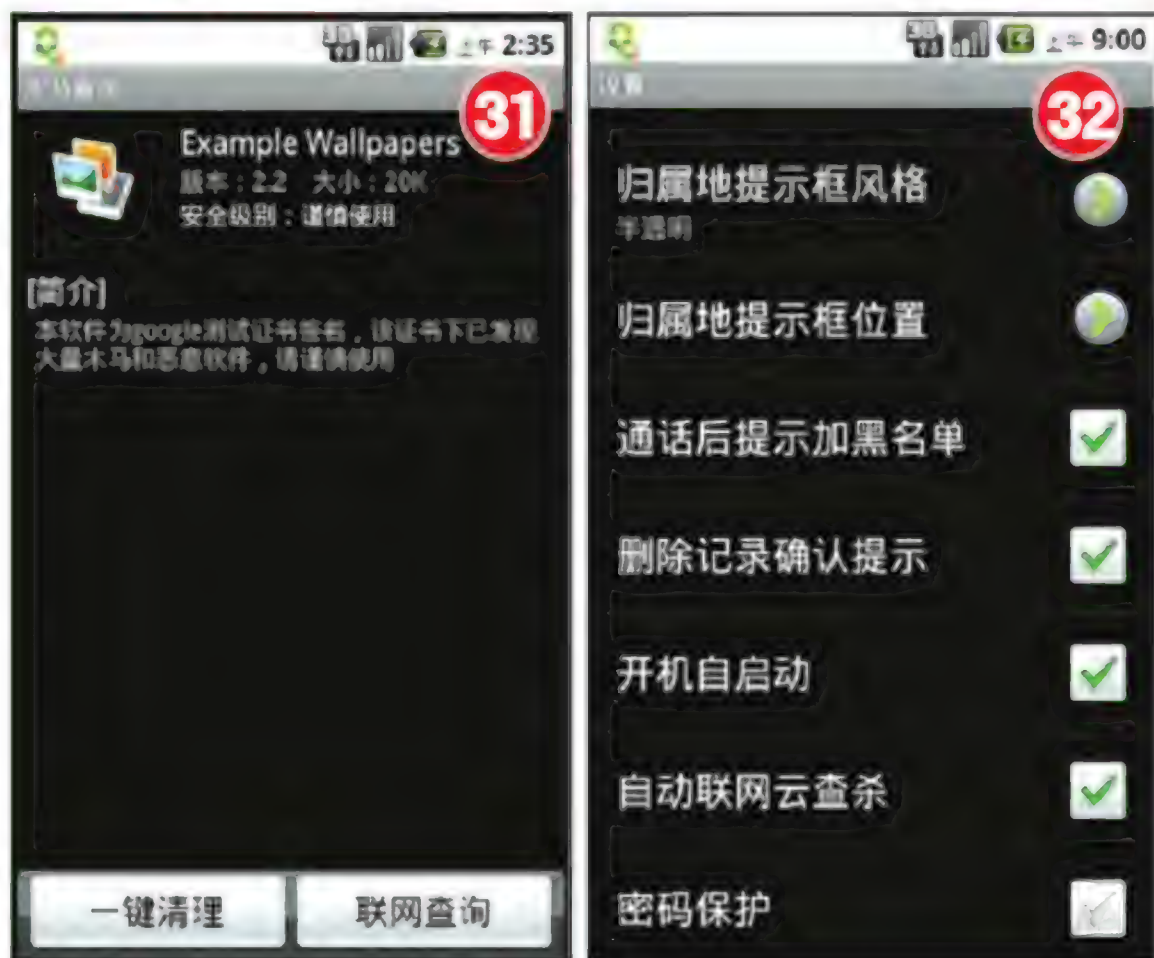 上午 2:35
31
Example Wallpapers
版本：2.2 大小：20K
安全级别：谨慎使用
[简介]
本软件为google测试证书签名，该证书下已发现
大量木马和恶意软件，请谨慎使用
一键清理
联网查询
上午 9:00
设置
32
归属地提示框风格
半透明
归属地提示框位置
通话后提示加黑名单
删除记录确认提示
开机自启动
自动联网云查杀
密码保护